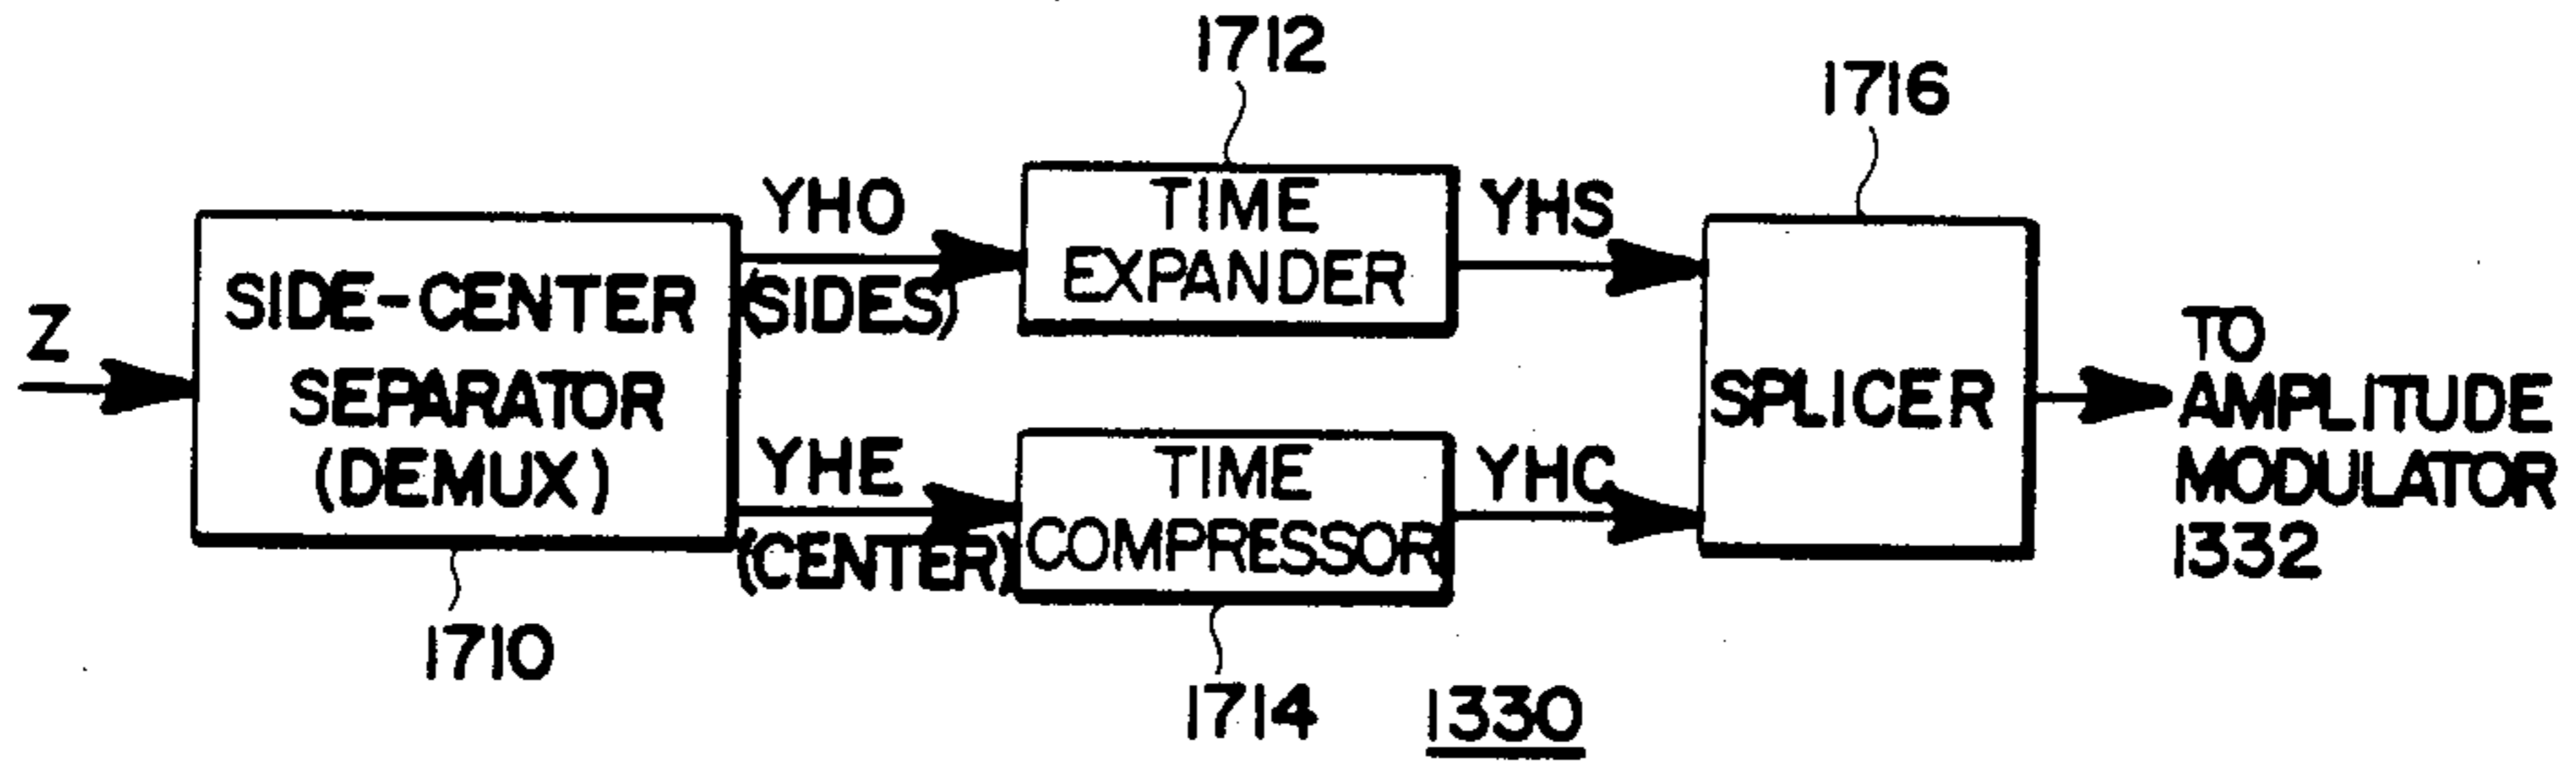 1712
1716
YHO
TIME
EXPANDER
YHS
(SIDES)
Z
SIDE-CENTER
SEPARATOR
(DEMUX)
SPLICER
TO
AMPLITUDE
MODULATOR
1332
YHE
TIME
COMPRESSOR
YHC
(CENTER)
1710
1714
1330